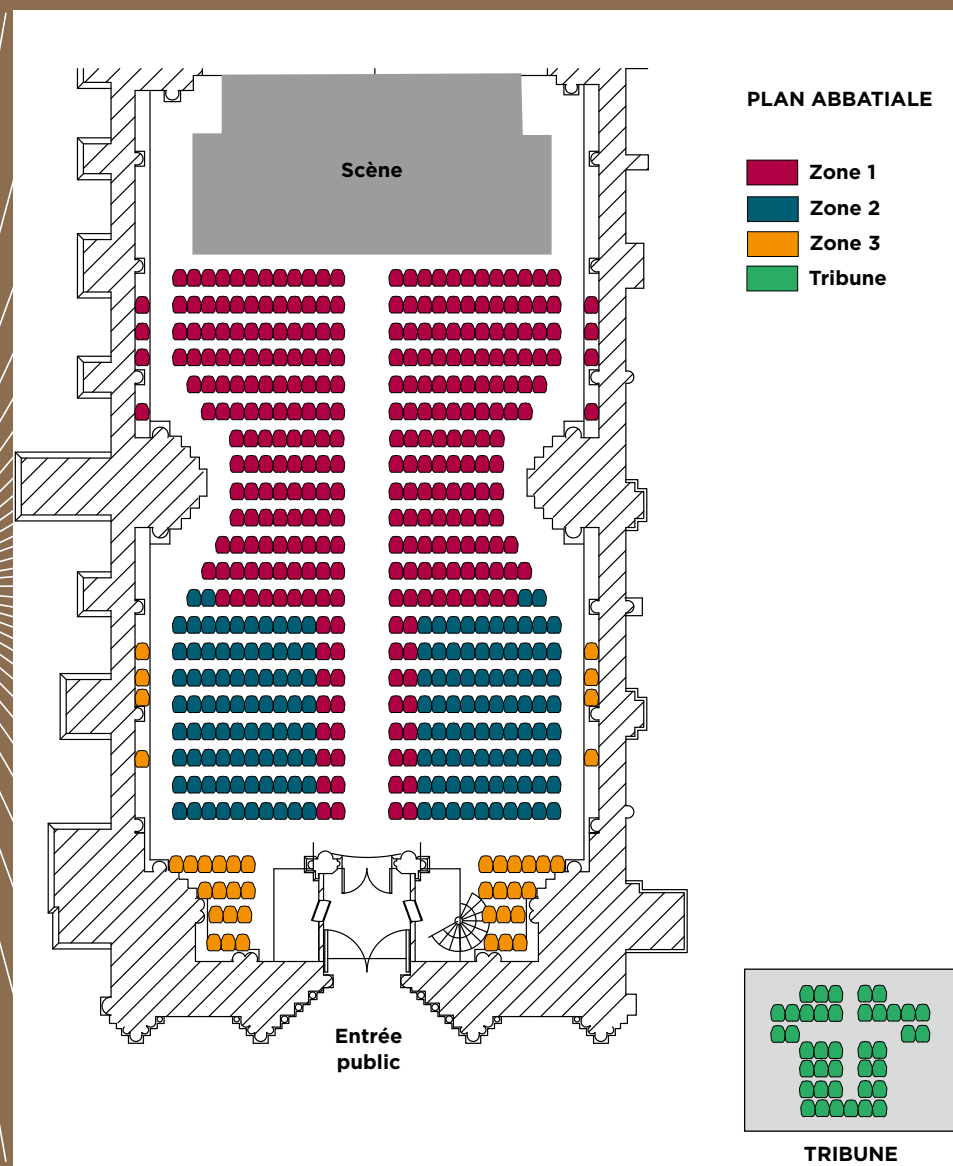 PLAN ABBATIALE
Scène
Zone 1
Zone 2
Zone 3
Tribune
Entrée
public
TRIBUNE